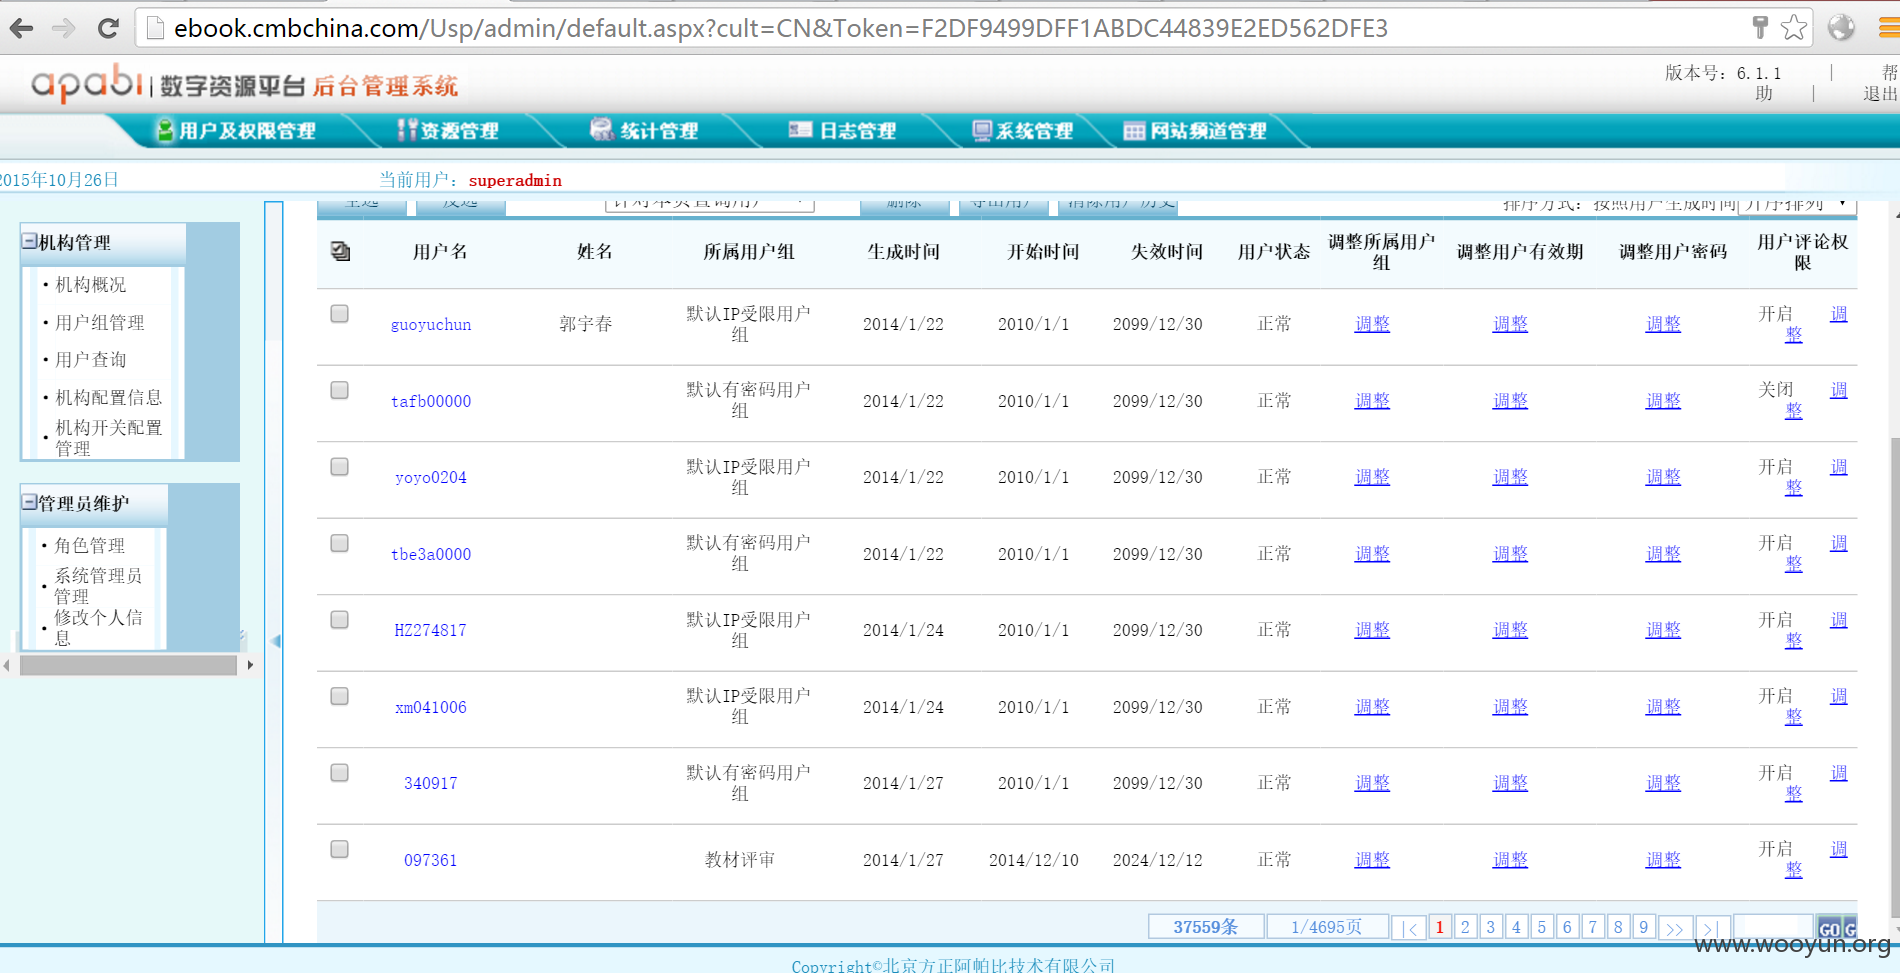 ebook.cmbchina.com/Usp/admin/default.aspx?cult=CN&Token=F2DF9499DFF1ABDC44839E2ED562DFE3
apabi 数字资源平台 后台管理系统
版本号: 6.1.1 | 帮
助 | 退出
用户及权限管理 资源管理 统计管理 日志管理 系统管理 网站频道管理
2015年10月26日 当前用户: superadmin
全选 反选 针对本页查询用户 删除 导出用户 清除用户历史 排序方式: 按照用户生成时间 升序排列
机构管理
·机构概况
·用户组管理
·用户查询
·机构配置信息
·机构开关配置
管理
管理员维护
·角色管理
·系统管理员
管理
·修改个人信
息
用户名 姓名 所属用户组 生成时间 开始时间 失效时间 用户状态 调整所属用户组 调整用户有效期 调整用户密码 用户评论权限
guoyuchun 郭宇春 默认IP受限用户组 2014/1/22 2010/1/1 2099/12/30 正常 调整 调整 调整 开启 调整
tafb00000 默认有密码用户组 2014/1/22 2010/1/1 2099/12/30 正常 调整 调整 调整 关闭 调整
yoyo0204 默认IP受限用户组 2014/1/22 2010/1/1 2099/12/30 正常 调整 调整 调整 开启 调整
tbe3a0000 默认有密码用户组 2014/1/22 2010/1/1 2099/12/30 正常 调整 调整 调整 开启 调整
HZ274817 默认IP受限用户组 2014/1/24 2010/1/1 2099/12/30 正常 调整 调整 调整 开启 调整
xm041006 默认IP受限用户组 2014/1/24 2010/1/1 2099/12/30 正常 调整 调整 调整 开启 调整
340917 默认有密码用户组 2014/1/27 2010/1/1 2099/12/30 正常 调整 调整 调整 开启 调整
097361 教材评审 2014/1/27 2014/12/10 2024/12/12 正常 调整 调整 调整 开启 调整
37559条 1/4695页 |< 1 2 3 4 5 6 7 8 9 >> >| GO G
www.wooyun.org
Copyright©北京方正阿帕比技术有限公司